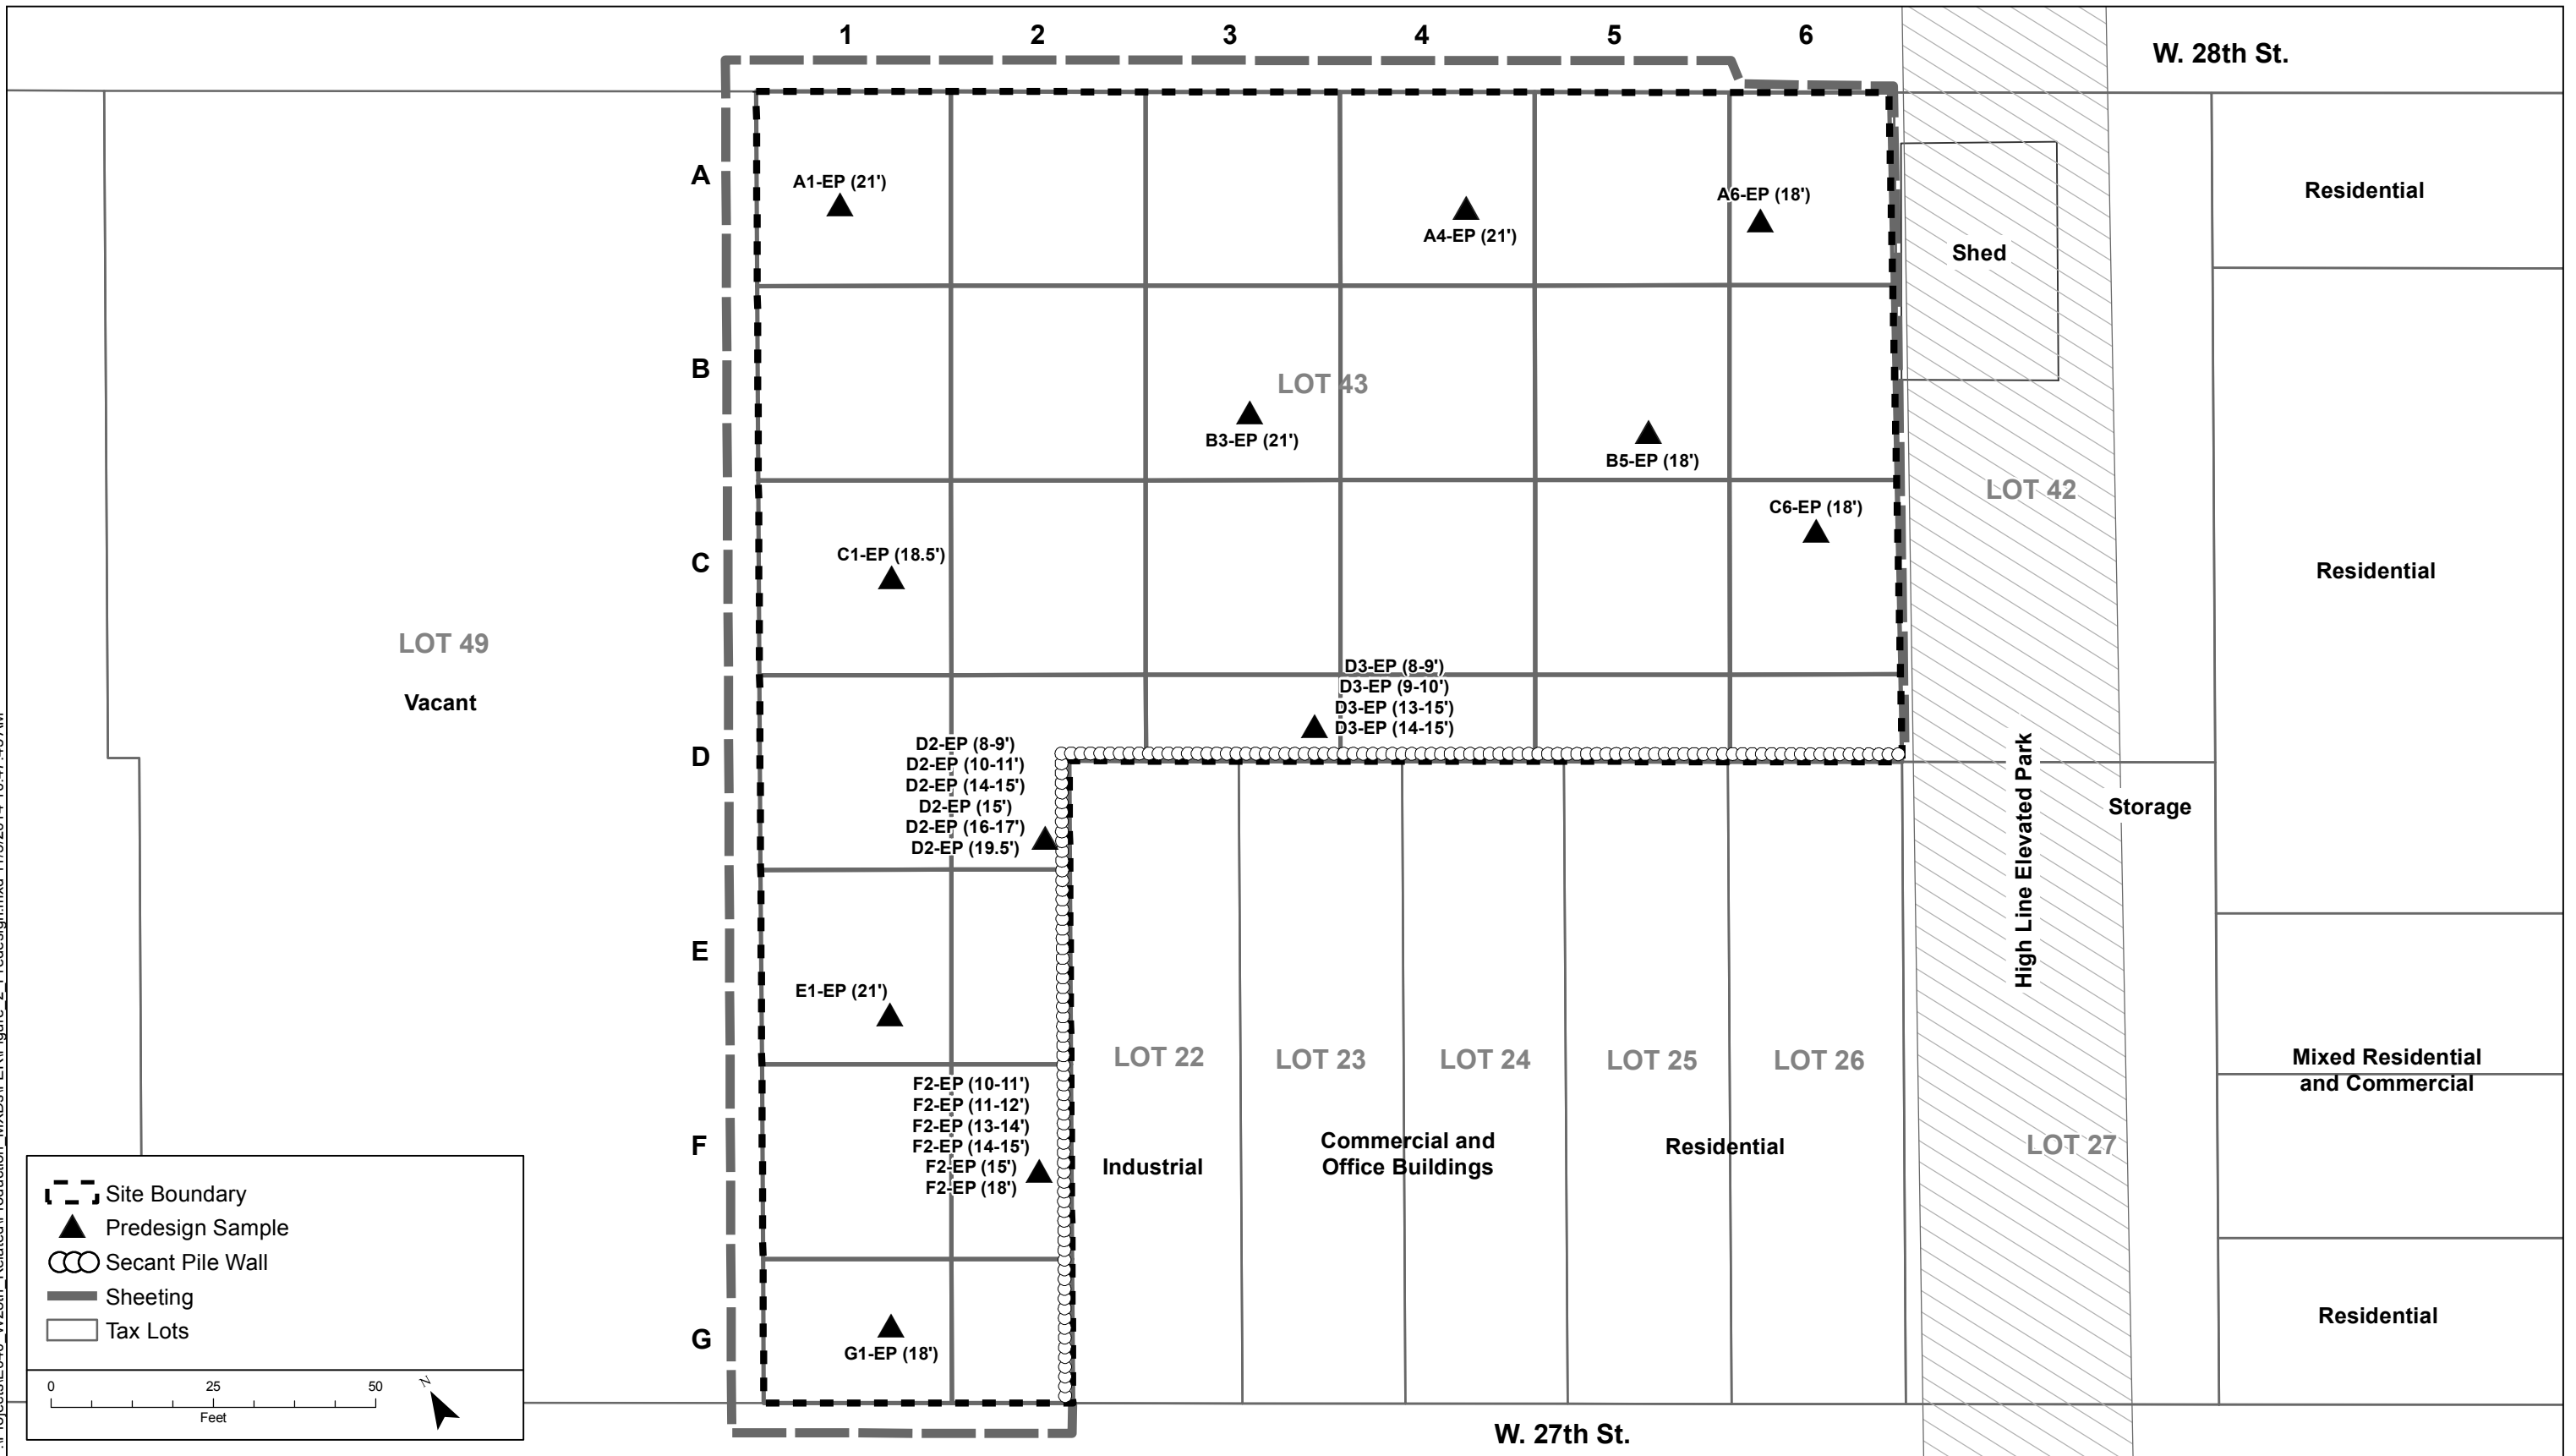 1 2 3 4 5 6
W. 28th St.
A
A1-EP (21')
A4-EP (21')
A6-EP (18')
Residential
Shed
B
LOT 43
B3-EP (21')
B5-EP (18')
LOT 42
C6-EP (18')
C
C1-EP (18.5')
Residential
LOT 49
Vacant
D3-EP (8-9')
D3-EP (9-10')
D3-EP (13-15')
D3-EP (14-15')
D
D2-EP (8-9')
D2-EP (10-11')
D2-EP (14-15')
D2-EP (15')
D2-EP (16-17')
D2-EP (19.5')
High Line Elevated Park
Storage
E
E1-EP (21')
LOT 22
LOT 23
LOT 24
LOT 25
LOT 26
Mixed Residential
and Commercial
F
F2-EP (10-11')
F2-EP (11-12')
F2-EP (13-14')
F2-EP (14-15')
F2-EP (15')
F2-EP (18')
Industrial
Commercial and
Office Buildings
Residential
LOT 27
Residential
G
G1-EP (18')
W. 27th St.
Site Boundary
Predesign Sample
Secant Pile Wall
Sheeting
Tax Lots
0 25 50
Feet
N